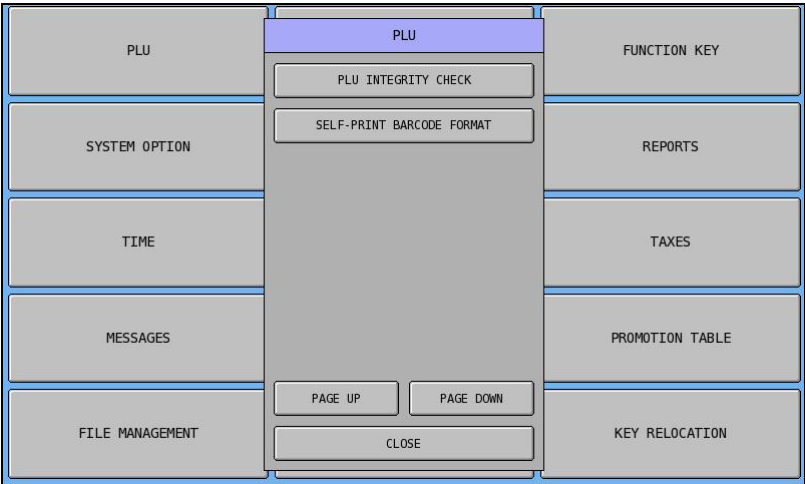 PLU
PLU
FUNCTION KEY
PLU INTEGRITY CHECK
SELF-PRINT BARCODE FORMAT
SYSTEM OPTION
REPORTS
TIME
TAXES
MESSAGES
PROMOTION TABLE
PAGE UP
PAGE DOWN
FILE MANAGEMENT
CLOSE
KEY RELOCATION